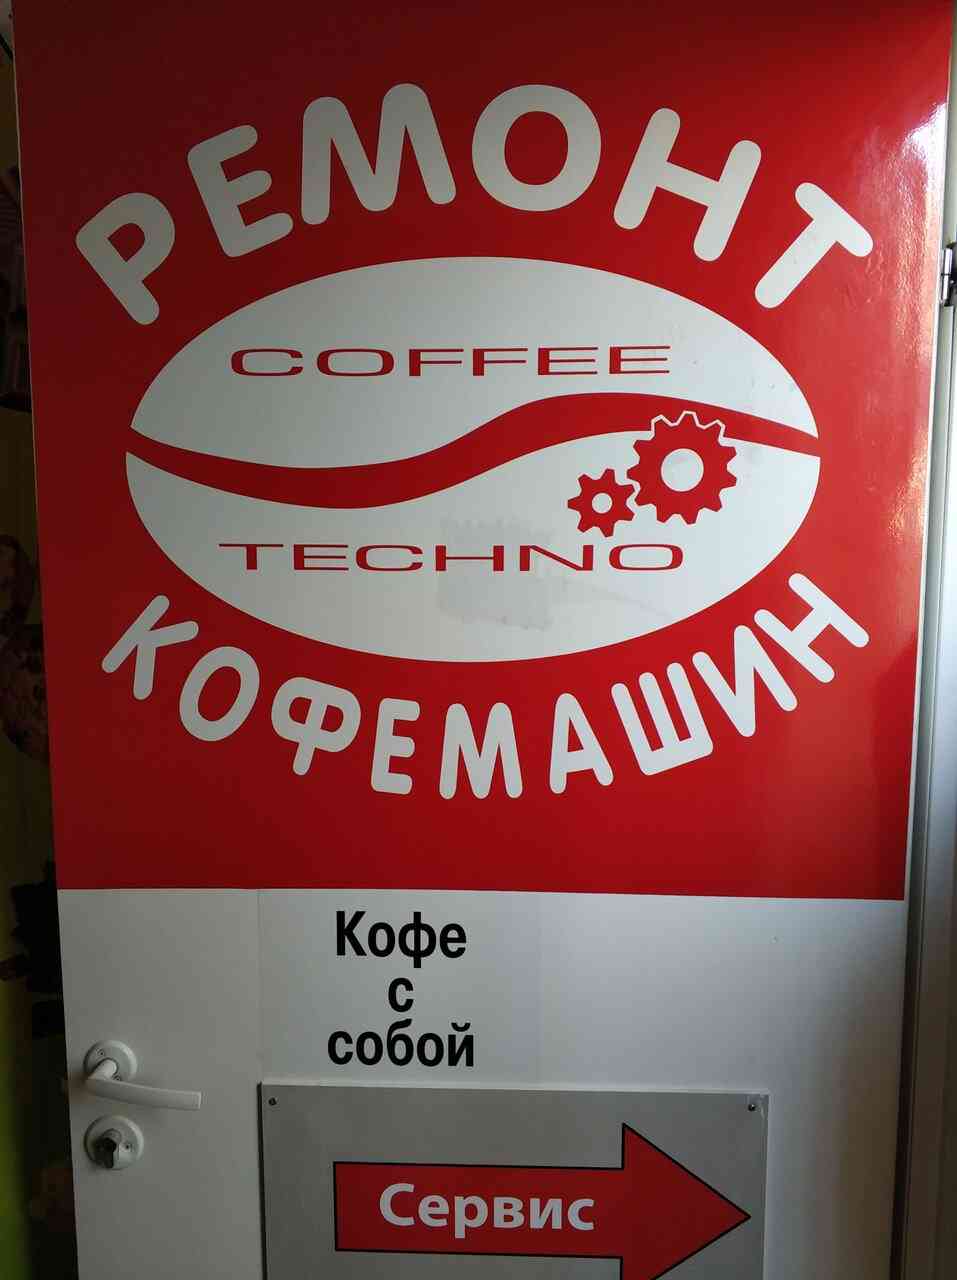 РЕМОНТ
COFFEE
TECHNO
КОФЕМАШИН
Кофе
с
собой
Сервис